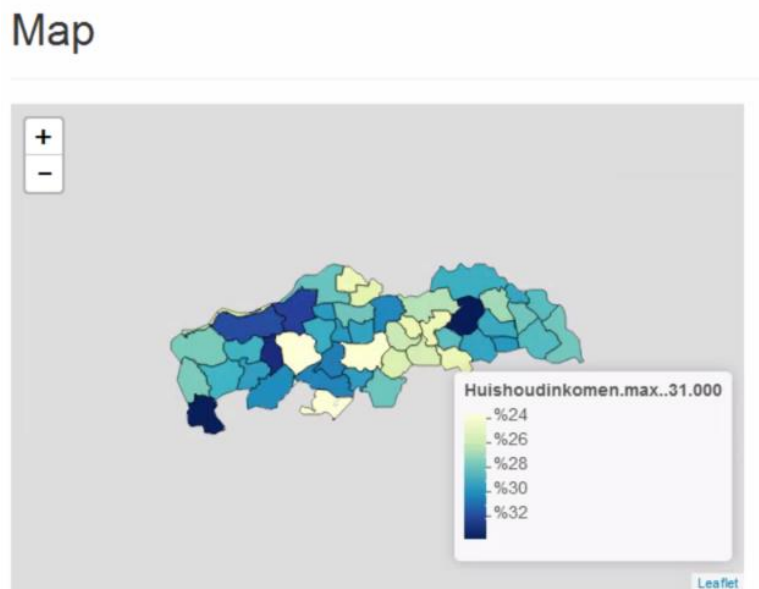 Map
+
−
Huishoudinkomen.max..31.000
%24
%26
%28
%30
%32
Leaflet